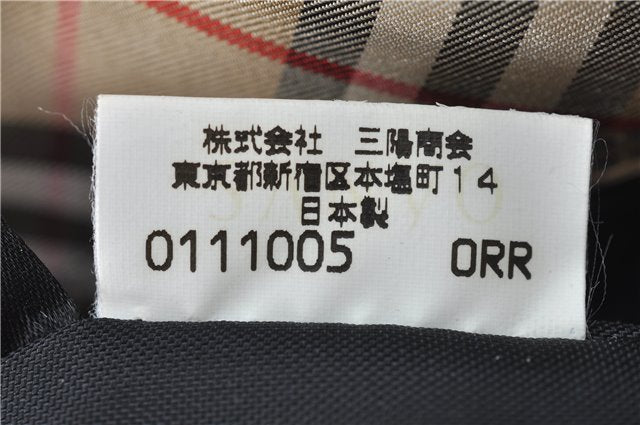 株式会社 三陽商会
東京都新宿区本塩町14
日本製
0111005 ORR